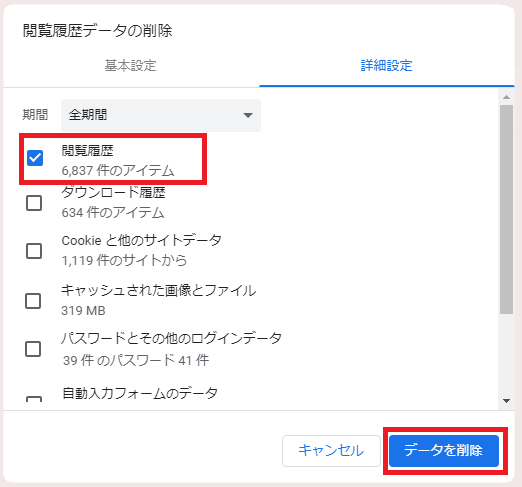 閲覧履歴データの削除
基本設定 詳細設定
期間 全期間
閲覧履歴
6,837 件のアイテム
ダウンロード履歴
634 件のアイテム
Cookie と他のサイトデータ
1,119 件のサイトから
キャッシュされた画像とファイル
319 MB
パスワードとその他のログインデータ
39 件 のパスワード 41 件
自動入力フォームのデータ
キャンセル データを削除